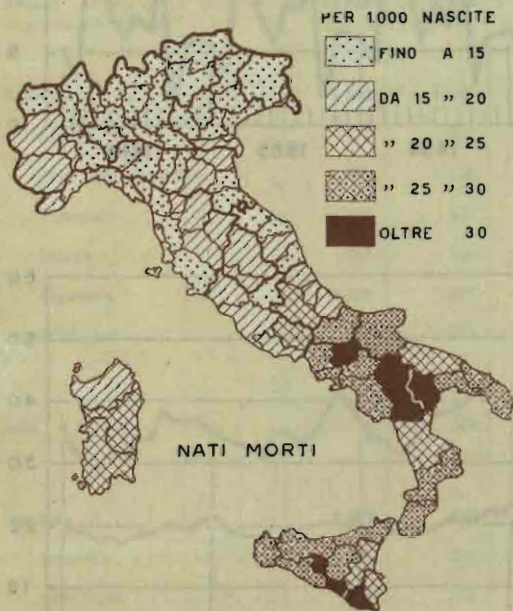 PER 1.000 NASCITE
FINO A 15
DA 15 „ 20
„ 20 „ 25
„ 25 „ 30
OLTRE 30
NATI MORTI